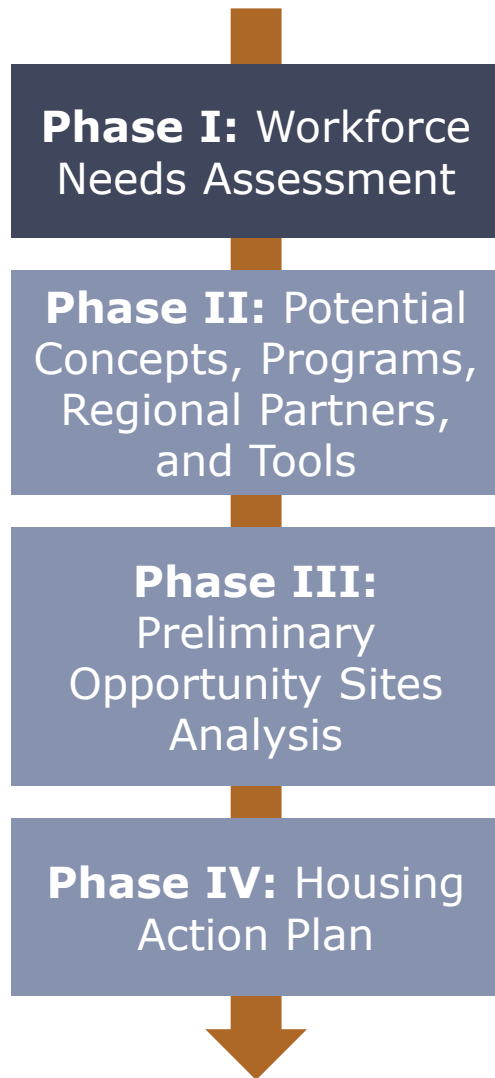 Phase I: Workforce
Needs Assessment
Phase II: Potential
Concepts, Programs,
Regional Partners,
and Tools
Phase III:
Preliminary
Opportunity Sites
Analysis
Phase IV: Housing
Action Plan